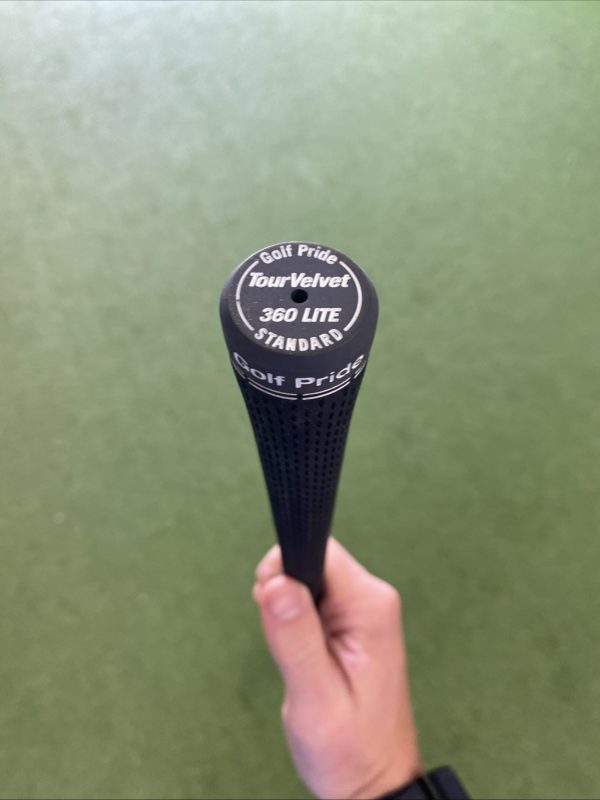 Golf Pride
TourVelvet
360 LITE
STANDARD
Golf Pride